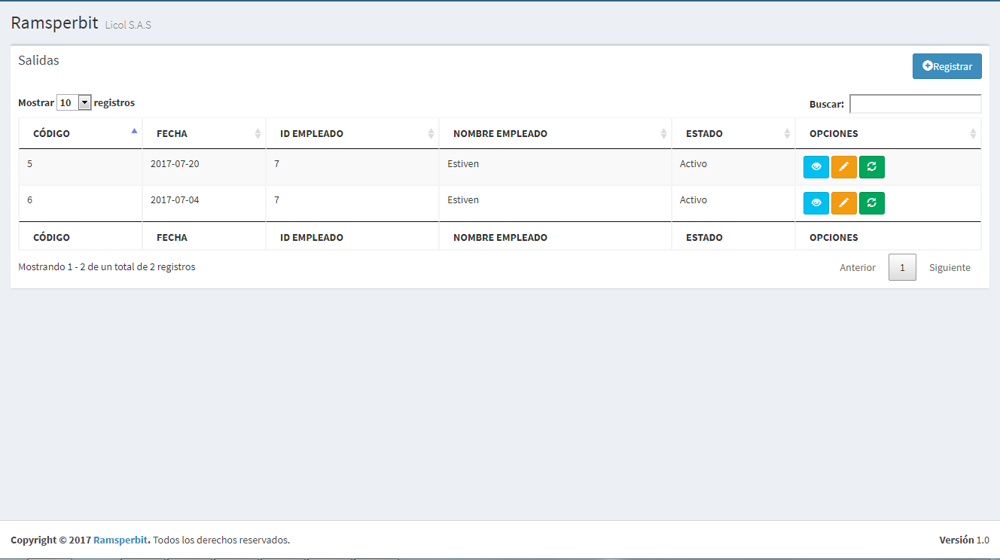 Ramsperbit Licol S.A.S
Salidas
Registrar
Mostrar 10 registros
Buscar:
CÓDIGO FECHA ID EMPLEADO NOMBRE EMPLEADO ESTADO OPCIONES
5 2017-07-20 7 Estiven Activo
6 2017-07-04 7 Estiven Activo
CÓDIGO FECHA ID EMPLEADO NOMBRE EMPLEADO ESTADO OPCIONES
Mostrando 1 - 2 de un total de 2 registros
Anterior 1 Siguiente
Copyright © 2017 Ramsperbit. Todos los derechos reservados.
Versión 1.0